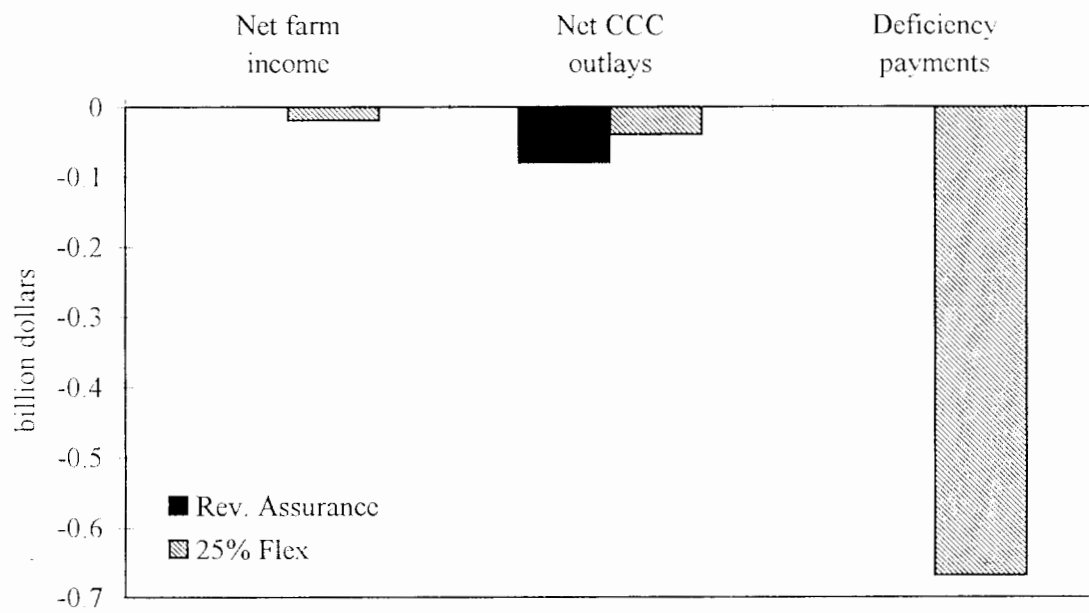 Net farm
income
Net CCC
outlays
Deficiency
payments
0
-0.1
-0.2
-0.3
-0.4
-0.5
-0.6
-0.7
billion dollars
Rev. Assurance
25% Flex